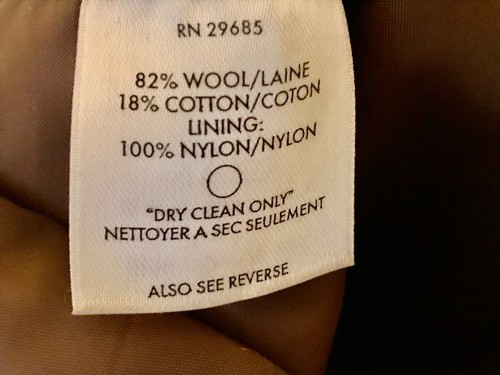 RN 29685
82% WOOL/LAINE
18% COTTON/COTON
LINING:
100% NYLON/NYLON
"DRY CLEAN ONLY"
NETTOYER A SEC SEULEMENT
ALSO SEE REVERSE